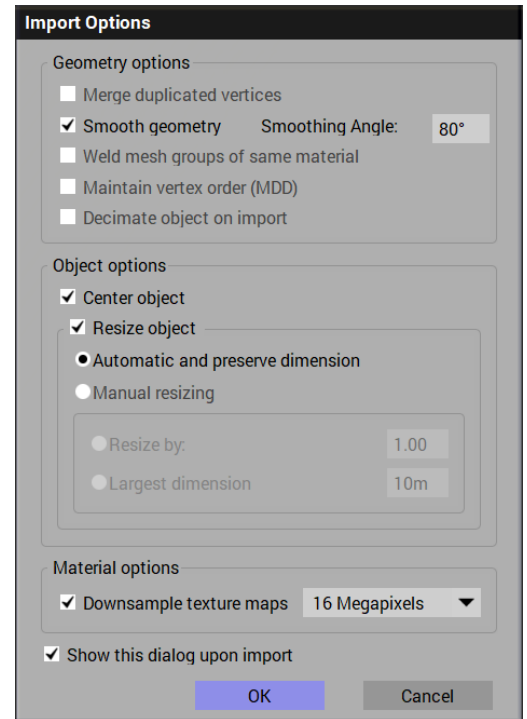 Import Options
Geometry options
Merge duplicated vertices
Smooth geometry Smoothing Angle: 80°
Weld mesh groups of same material
Maintain vertex order (MDD)
Decimate object on import
Object options
Center object
Resize object
Automatic and preserve dimension
Manual resizing
Resize by: 1.00
Largest dimension 10m
Material options
Downsample texture maps 16 Megapixels
Show this dialog upon import
OK Cancel